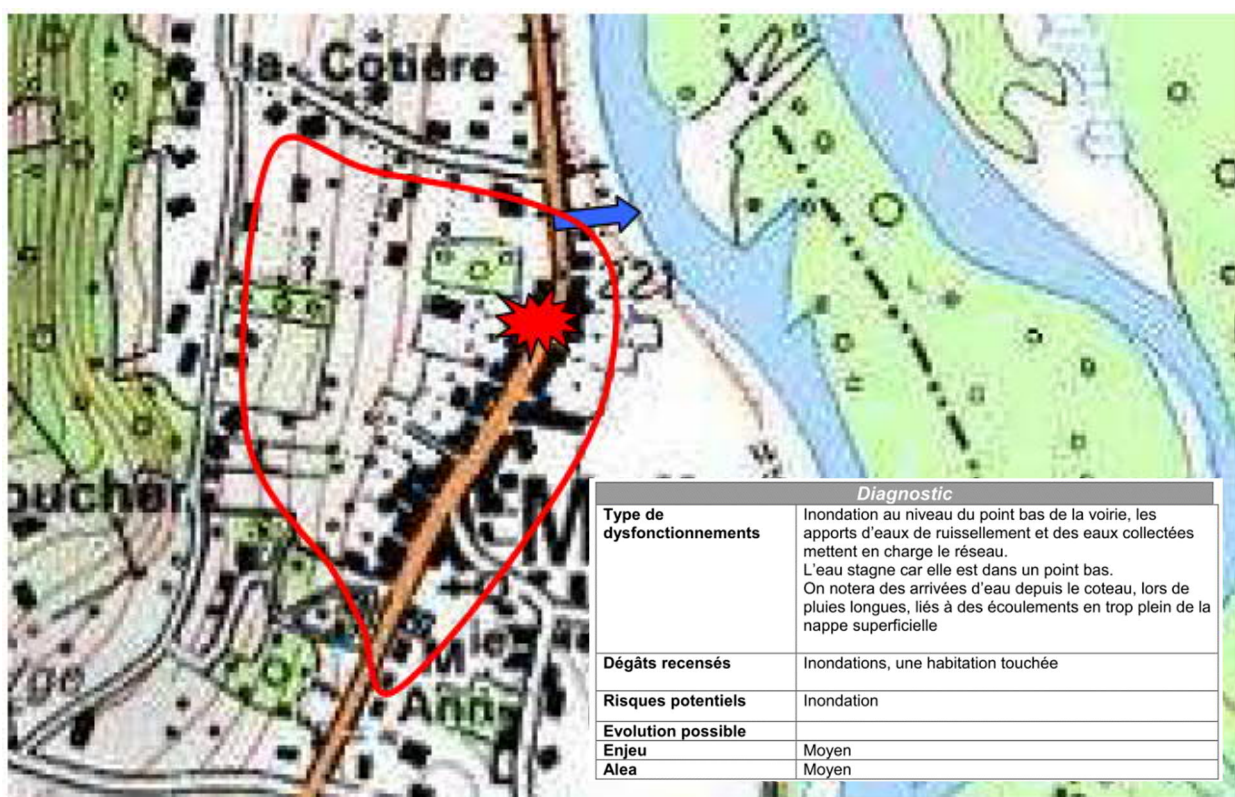 la Cotière
221
Mie
Ann
Diagnostic
Type de dysfonctionnements
Inondation au niveau du point bas de la voirie, les
apports d’eaux de ruissellement et des eaux collectées
mettent en charge le réseau.
L’eau stagne car elle est dans un point bas.
On notera des arrivées d’eau depuis le coteau, lors de
pluies longues, liés à des écoulements en trop plein de la
nappe superficielle
Dégâts recensés
Inondations, une habitation touchée
Risques potentiels
Inondation
Evolution possible
Enjeu
Moyen
Alea
Moyen